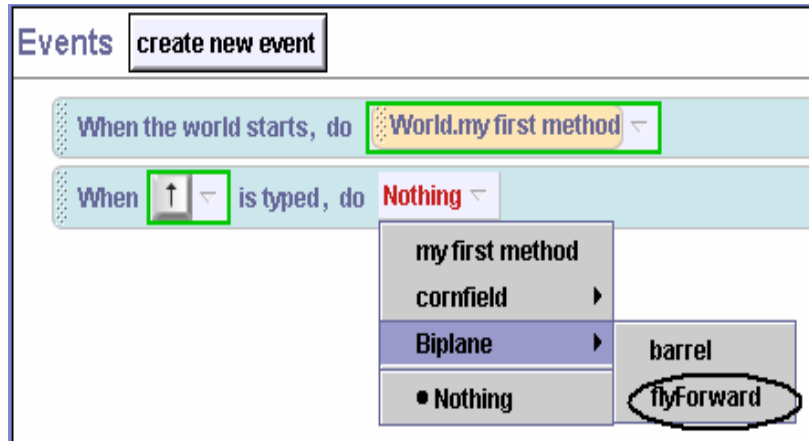 Events create new event
When the world starts, do World.my first method
When ↑ is typed, do Nothing
my first method
cornfield
Biplane
barrel
• Nothing
flyForward